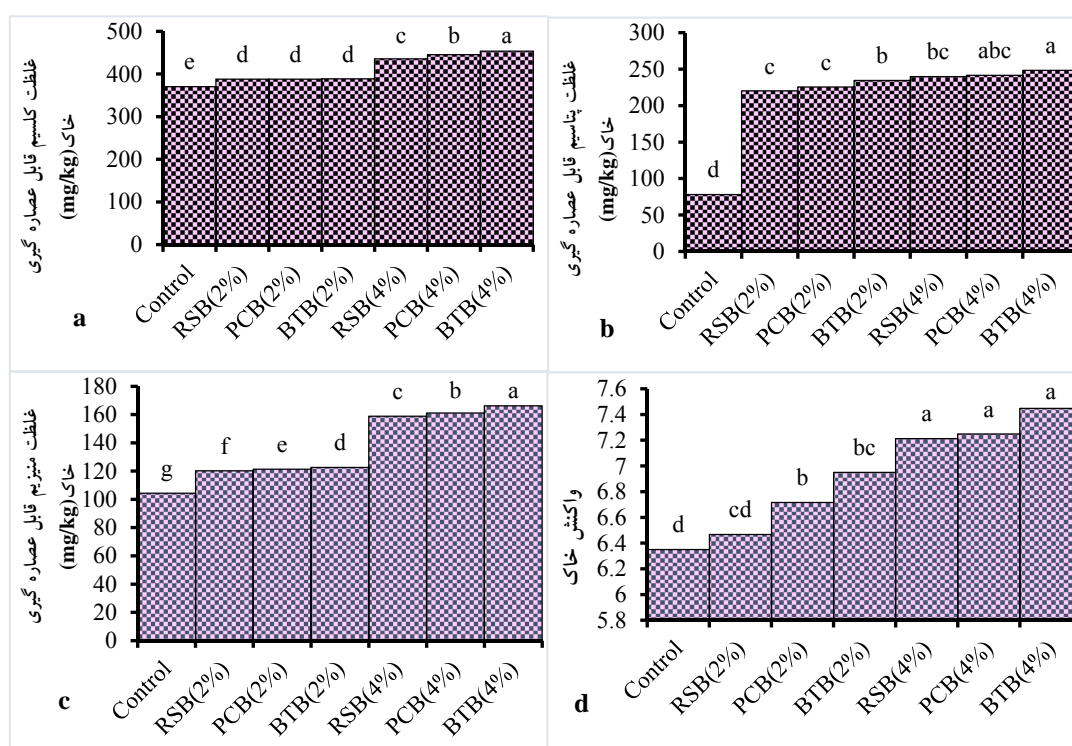 غلظت کلسیم قابل عصاره گیری
خاک(mg/kg)
500
400
300
200
100
0
e
d
d
d
c
b
a
Control
RSB(2%)
PCB(2%)
BTB(2%)
RSB(4%)
PCB(4%)
BTB(4%)
a
غلظت پتاسیم قابل عصاره گیری
خاک(mg/kg)
300
250
200
150
100
50
0
d
c
c
b
bc
abc
a
Control
RSB(2%)
PCB(2%)
BTB(2%)
RSB(4%)
PCB(4%)
BTB(4%)
b
غلظت منیزیم قابل عصاره گیری
خاک(mg/kg)
180
160
140
120
100
80
60
40
20
0
g
f
e
d
c
b
a
Control
RSB(2%)
PCB(2%)
BTB(2%)
RSB(4%)
PCB(4%)
BTB(4%)
c
واکنش خاک
7.6
7.4
7.2
7
6.8
6.6
6.4
6.2
6
5.8
d
cd
b
bc
a
a
a
Control
RSB(2%)
PCB(2%)
BTB(2%)
RSB(4%)
PCB(4%)
BTB(4%)
d